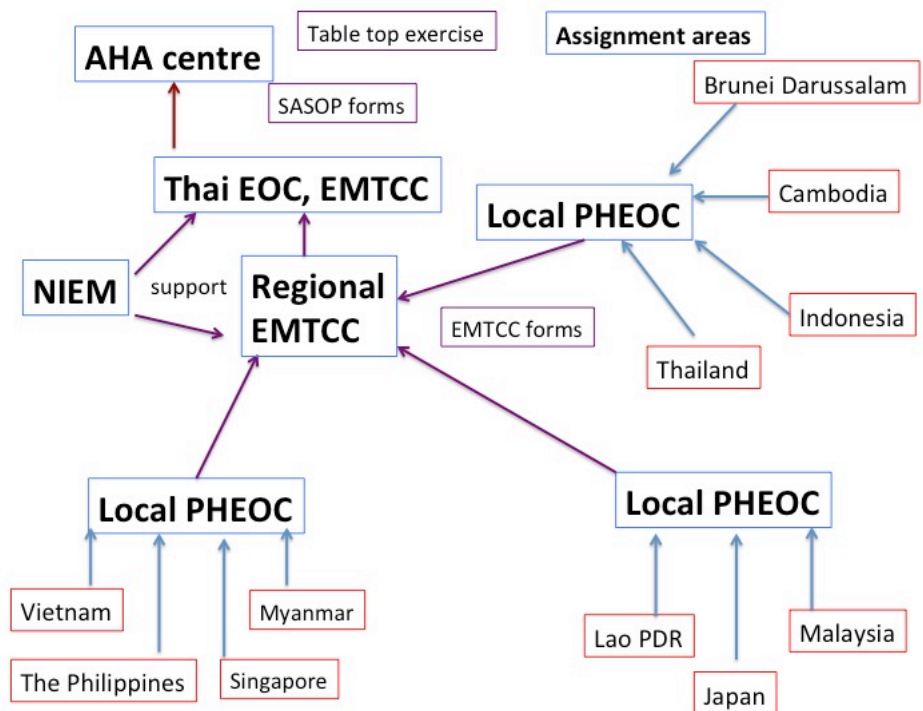 Table top exercise
Assignment areas
AHA centre
Brunei Darussalam
SASOP forms
Thai EOC, EMTCC
Cambodia
Local PHEOC
NIEM
support
Regional
EMTCC
EMTCC forms
Indonesia
Thailand
Local PHEOC
Local PHEOC
Vietnam
Myanmar
The Philippines
Singapore
Lao PDR
Malaysia
Japan